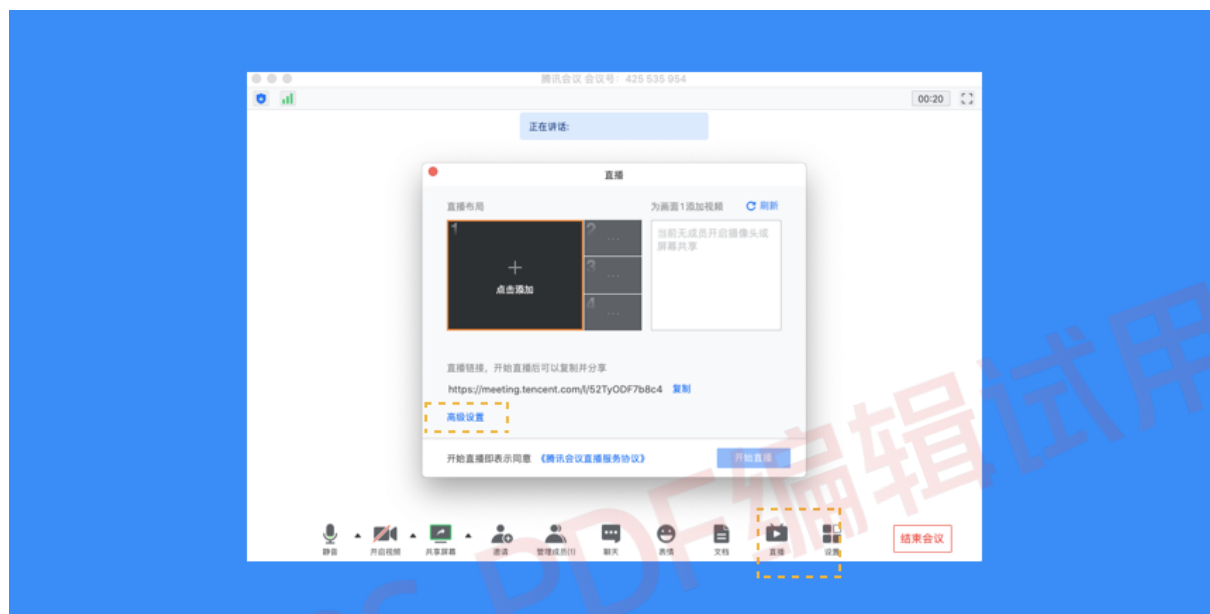 腾讯会议 会议号：425 535 954
00:20
正在讲话:
直播
直播布局
为画面1添加视频 刷新
1
点击添加
2 ...
3 ...
4 ...
当前无成员开启摄像头或
屏幕共享
直播链接，开始直播后可以复制并分享
https://meeting.tencent.com/l/52TyODF7b8c4 复制
高级设置
开始直播即表示同意 《腾讯会议直播服务协议》
开始直播
静音 开启视频 共享屏幕 邀请 管理成员(1) 聊天 表情 文档 直播 设置
结束会议
PDF编辑试用